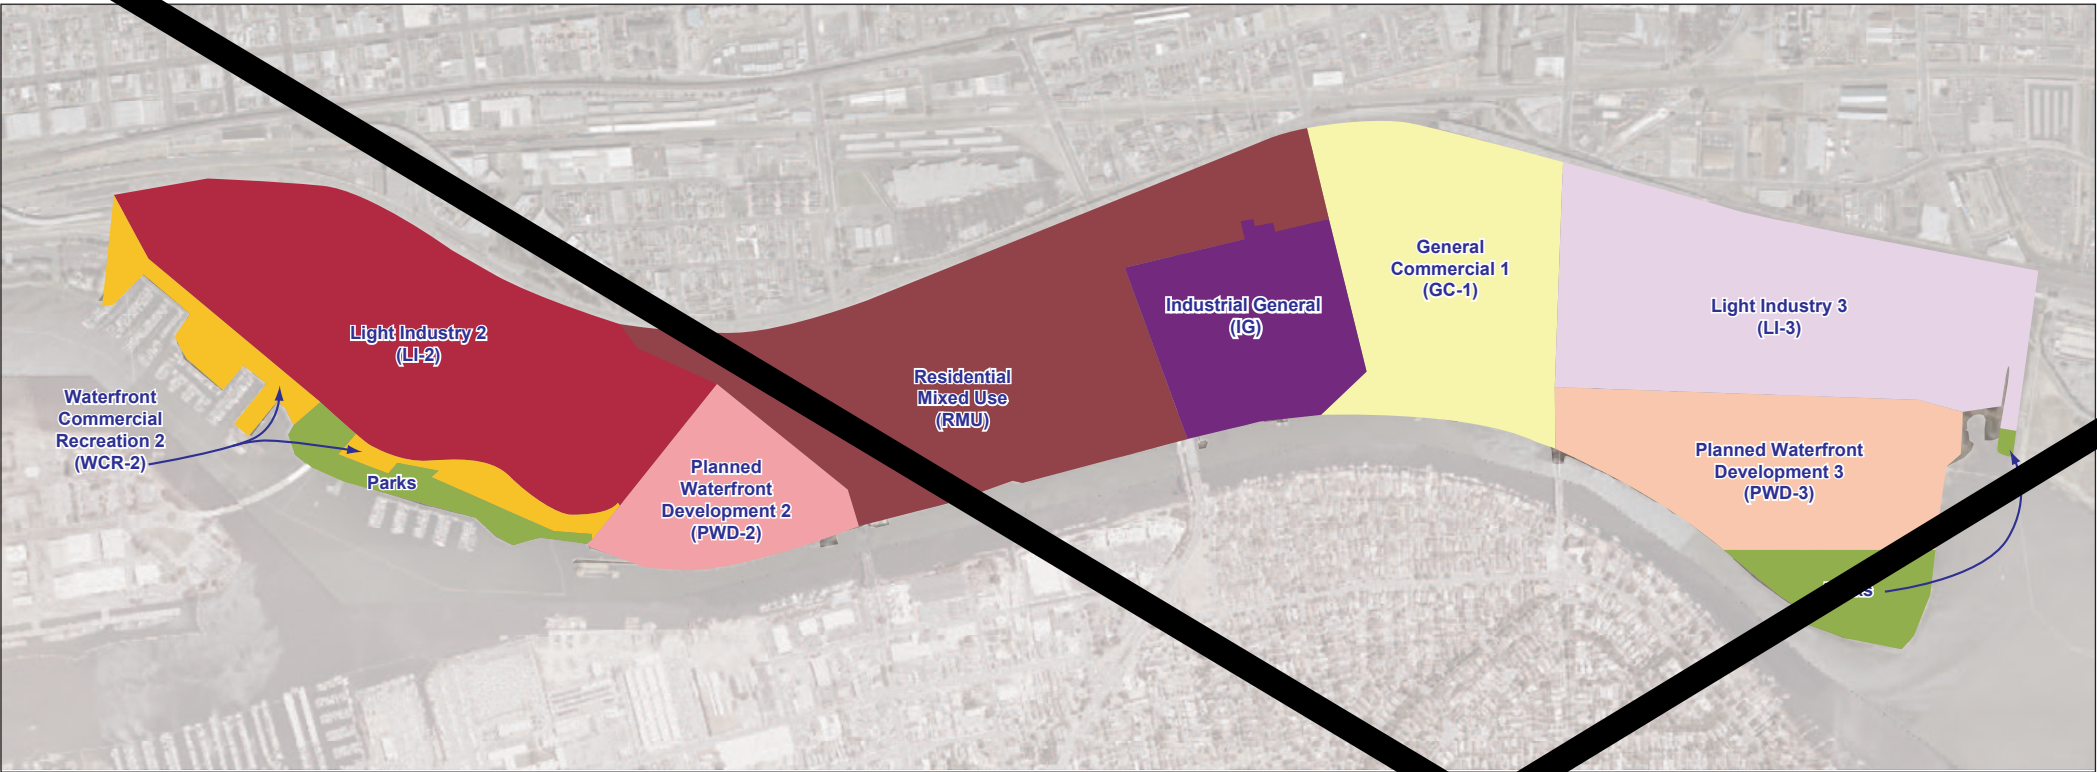 Light Industry 2
(LI-2)
Waterfront
Commercial
Recreation 2
(WCR-2)
Parks
Planned
Waterfront
Development 2
(PWD-2)
Residential
Mixed Use
(RMU)
Industrial General
(IG)
General
Commercial 1
(GC-1)
Light Industry 3
(LI-3)
Planned Waterfront
Development 3
(PWD-3)